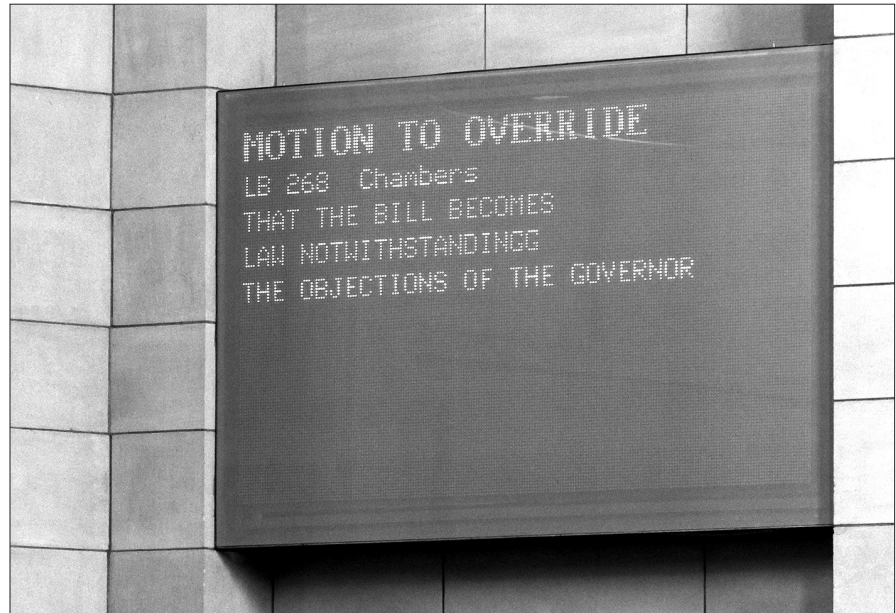 MOTION TO OVERRIDE
LB 268 Chambers
THAT THE BILL BECOMES
LAW NOTWITHSTANDINGG
THE OBJECTIONS OF THE GOVERNOR